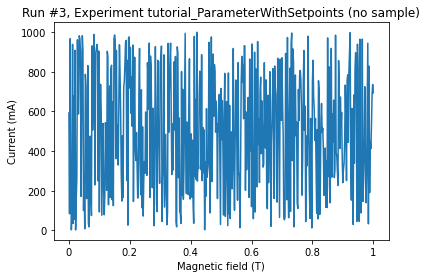 Run #3, Experiment tutorial_ParameterWithSetpoints (no sample)
Current (mA)
1000
800
600
400
200
0
0 0.2 0.4 0.6 0.8 1
Magnetic field (T)